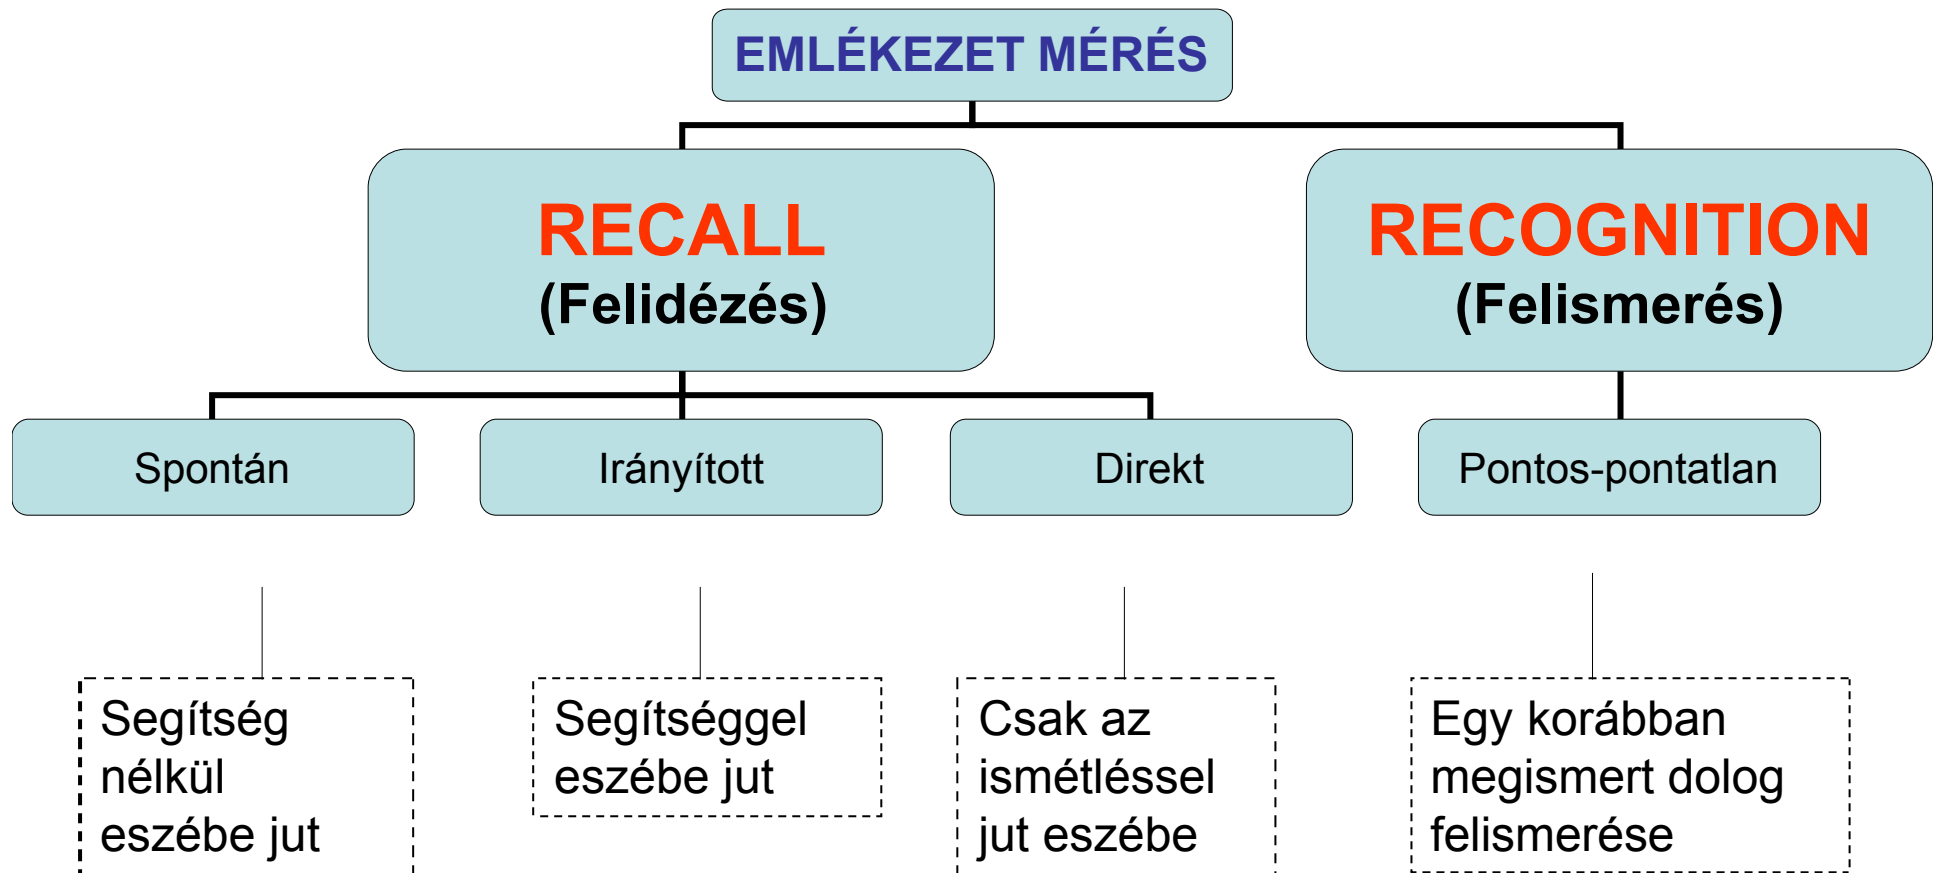 EMLÉKEZET MÉRÉS
RECALL
(Felidézés)
RECOGNITION
(Felismerés)
Spontán
Irányított
Direkt
Pontos-pontatlan
Segítség
nélkül
eszébe jut
Segítséggel
eszébe jut
Csak az
ismétléssel
jut eszébe
Egy korábban
megismert dolog
felismerése